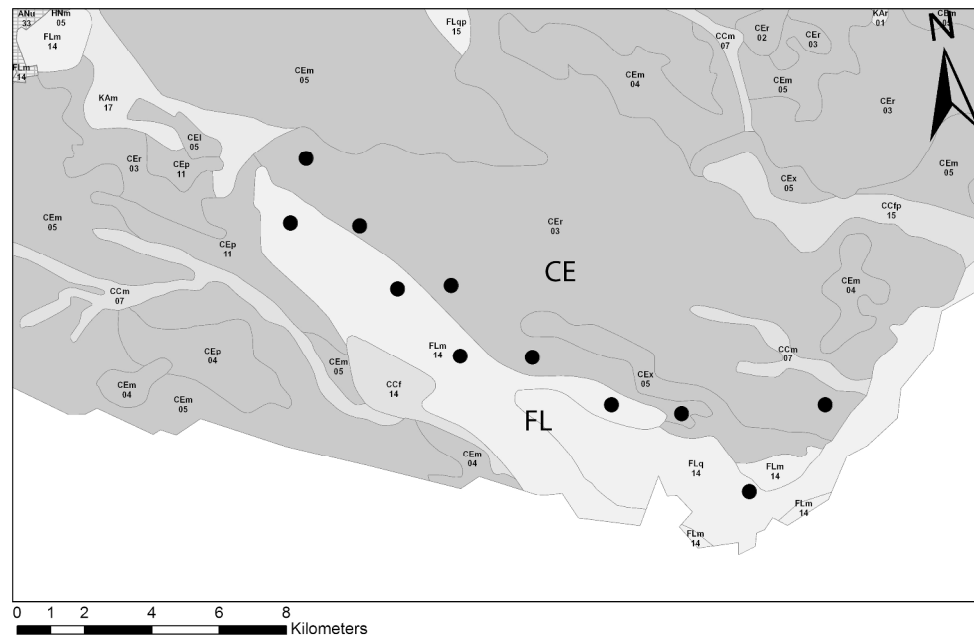 ANu
33
HNm
05
FLm
14
FLm
14
KAm
17
FLqp
15
CCm
07
CEr
02
CEr
03
KAr
01
CEm
05
N
CEm
05
CEm
04
CEm
05
CEr
03
CEl
05
CEr
03
CEp
11
CEx
05
CEm
05
CCfp
15
CEm
05
CEp
11
CEr
03
CE
CEm
04
CCm
07
FLm
14
CEp
04
CEm
05
CCm
07
CEm
04
CEm
05
CCf
14
CEx
05
FL
CEm
04
FLq
14
FLm
14
FLm
14
FLm
14
0 1 2 4 6 8
Kilometers